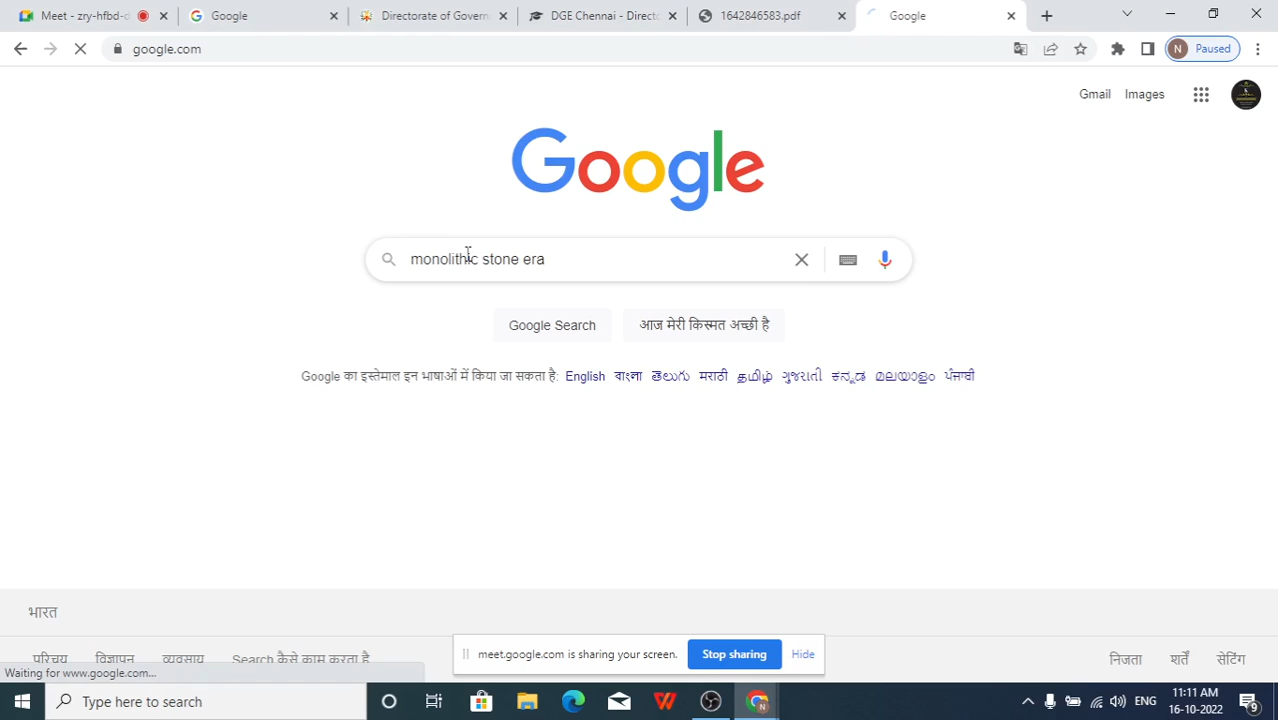 Meet - zry-hfbd-d
Google
Directorate of Govern
DGE Chennai - Direct
1642846583.pdf
Google
google.com
N Paused
Gmail Images
Google
monolithic stone era
Google Search आज मेरी किस्मत अच्छी है
Google का इस्तेमाल इन भाषाओं में किया जा सकता है: English বাংলা తెలుగు मराठी தமிழ் ગુજરાતી ಕನ್ನಡ മലയാളം ਪੰਜਾਬੀ
भारत
परिचय विज्ञापन व्यवसाय Search कैसे काम करता है निजता शर्तें सेटिंग
meet.google.com is sharing your screen. Stop sharing Hide
Waiting for www.google.com...
Type here to search
ENG
11:11 AM
16-10-2022
9